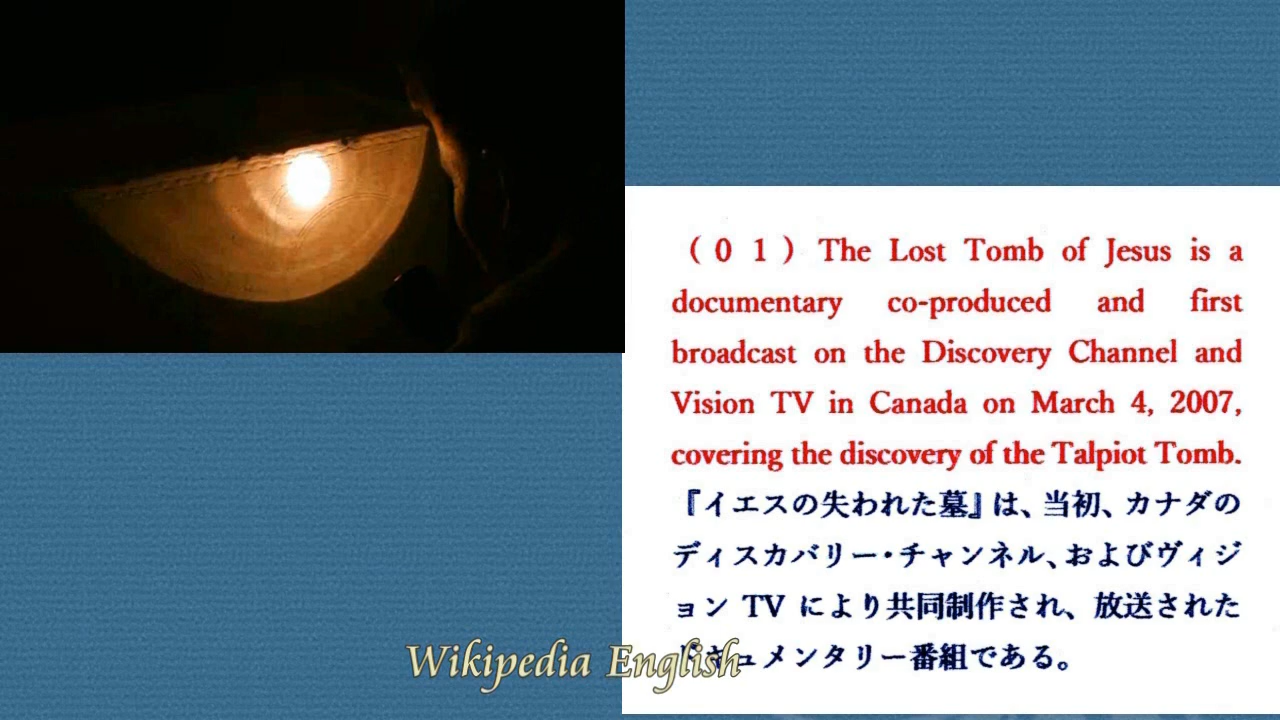 （０１）The Lost Tomb of Jesus is a
documentary co-produced and first
broadcast on the Discovery Channel and
Vision TV in Canada on March 4, 2007,
covering the discovery of the Talpiot Tomb.
『イエスの失われた墓』は、当初、カナダの
ディスカバリー・チャンネル、およびヴィジ
ョン TV により共同制作され、放送された
ドキュメンタリー番組である。
Wikipedia English